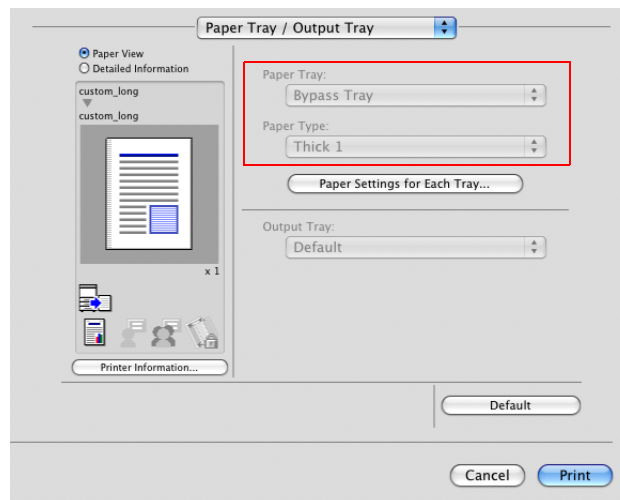 Paper Tray / Output Tray
Paper View
Detailed Information
custom_long
custom_long
x 1
Printer Information...
Paper Tray:
Bypass Tray
Paper Type:
Thick 1
Paper Settings for Each Tray...
Output Tray:
Default
Default
Cancel
Print